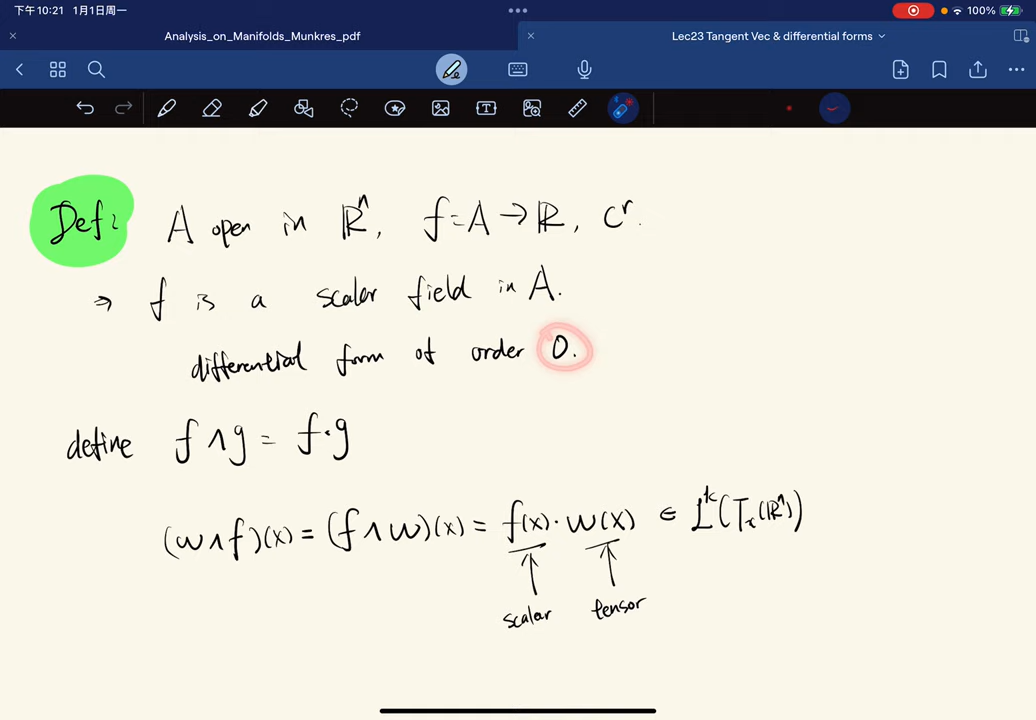 下午10:21 1月1日周一
100%
Analysis_on_Manifolds_Munkres_pdf
Lec23 Tangent Vec & differential forms
Def: A open in ℝⁿ, f=A→ℝ, Cʳ.
⇒ f is a scalar field in A.
differential form of order 0.
define f∧g = f·g
(w∧f)(x) = (f∧w)(x) = f(x)·w(x) ∈ 𝓛ᵏ(Tₓ(ℝⁿ))
scalar tensor